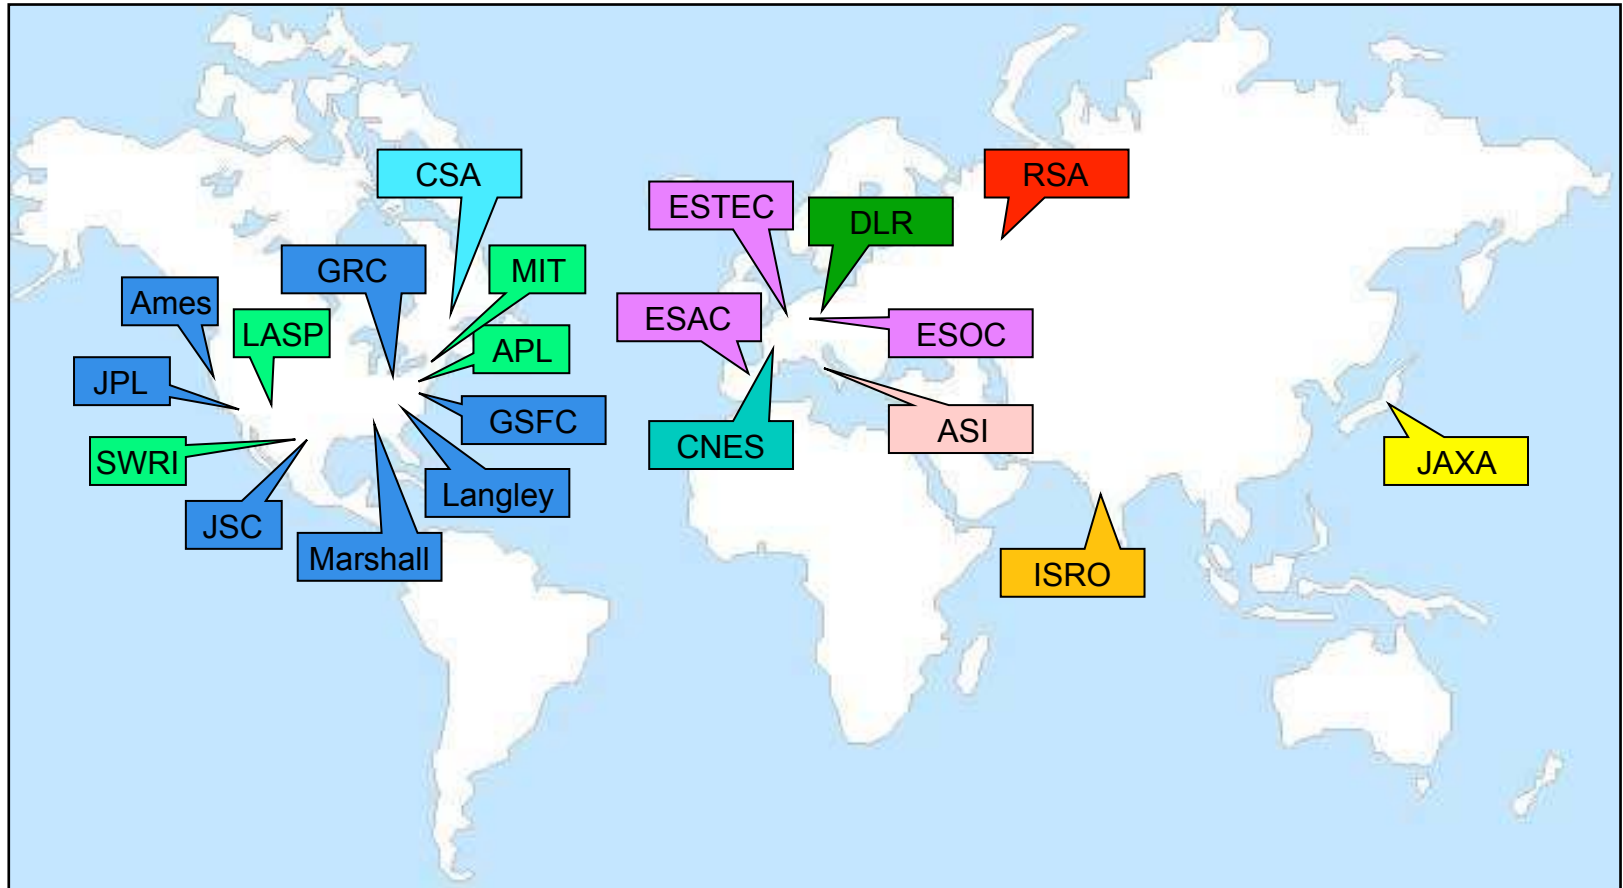 CSA
RSA
ESTEC
DLR
GRC
MIT
Ames
LASP
ESAC
ESOC
APL
JPL
GSFC
ASI
CNES
SWRI
JAXA
Langley
JSC
Marshall
ISRO